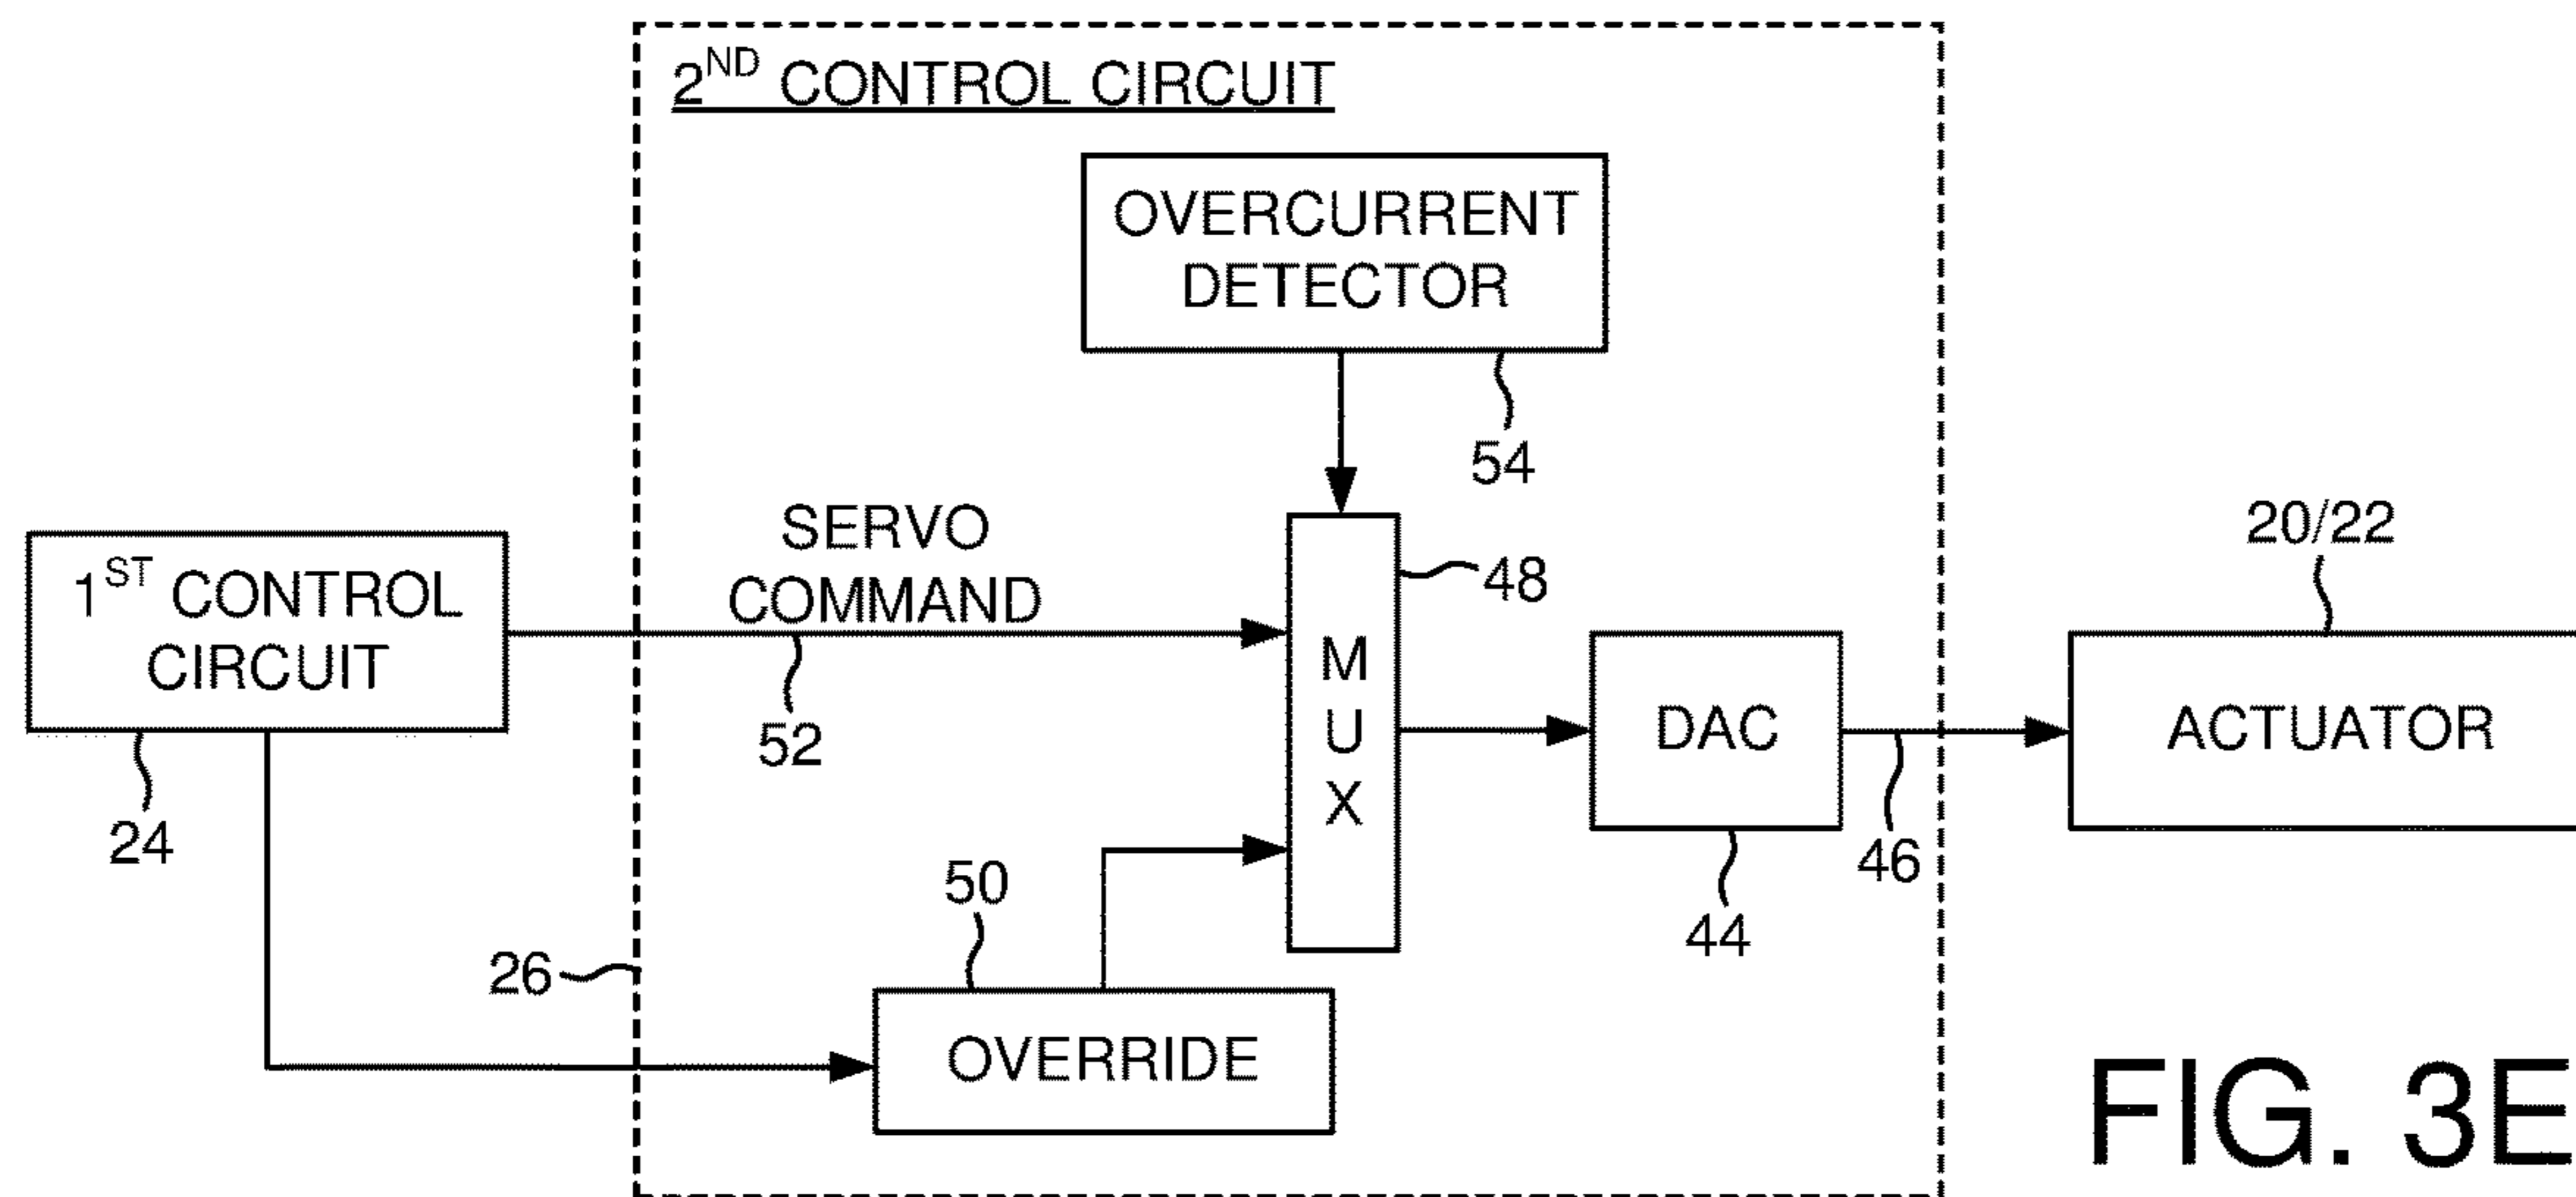 2ND CONTROL CIRCUIT
OVERCURRENT
DETECTOR
54
SERVO
COMMAND
52
1ST CONTROL
CIRCUIT
24
48
M
U
X
DAC
44
46
20/22
ACTUATOR
50
26
OVERRIDE
FIG. 3E